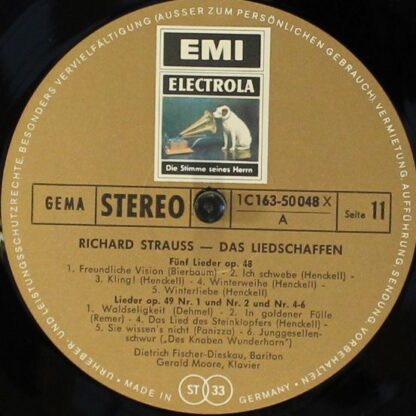 EMI
ELECTROLA
Die Stimme seines Herrn
GEMA
STEREO
1C 163-50 048 X
A
Seite 11
RICHARD STRAUSS — DAS LIEDSCHAFFEN
Fünf Lieder op. 48
1. Freundliche Vision (Bierbaum) - 2. Ich schwebe (Henckell) -
3. Kling! (Henckell) - 4. Winterweihe (Henckell) -
5. Winterliebe (Henckell)
Lieder op. 49 Nr. 1 und Nr. 2 und Nr. 4-6
1. Waldseligkeit (Dehmel) - 2. In goldener Fülle
(Remer) - 4. Das Lied des Steinklopfers (Henckell) -
5. Sie wissen's nicht (Panizza) - 6. Junggesellen-
schwur („Des Knaben Wunderhorn")
Dietrich Fischer-Dieskau, Bariton
Gerald Moore, Klavier
ST 33
MADE IN GERMANY · URHEBER- UND LEISTUNGSSCHUTZRECHTE, BESONDERS VERVIELFÄLTIGUNG (AUSSER ZUM PERSÖNLICHEN GEBRAUCH), VERMIETUNG, AUFFÜHRUNG, SENDUNG, VORBEHALTEN